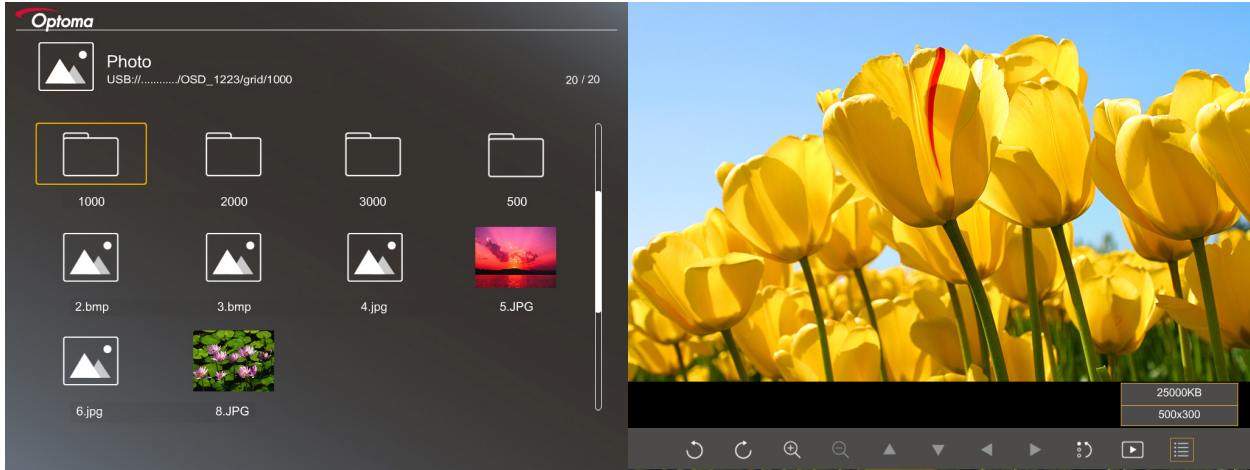 Optoma
Photo
USB://.........../OSD_1223/grid/1000
20 / 20
1000
2000
3000
500
2.bmp
3.bmp
4.jpg
5.JPG
6.jpg
8.JPG
25000KB
500x300